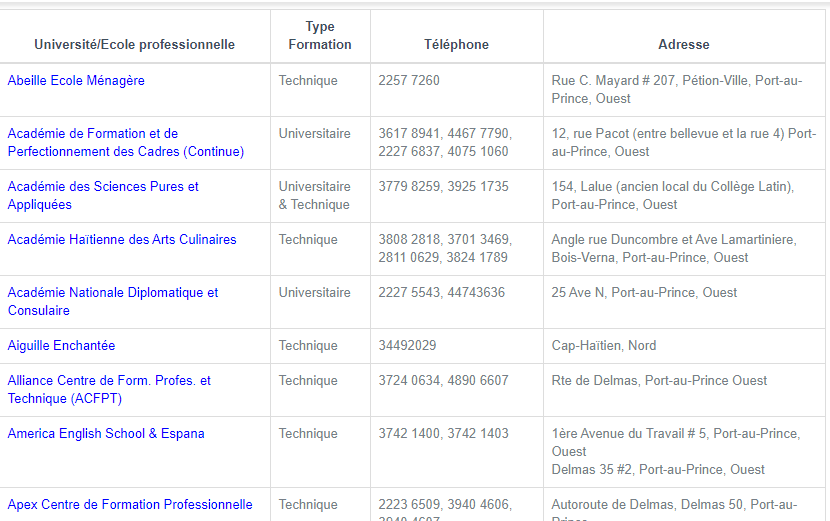 Université/Ecole professionnelle Type Formation Téléphone Adresse
Abeille Ecole Ménagère Technique 2257 7260 Rue C. Mayard # 207, Pétion-Ville, Port-au-
Prince, Ouest
Académie de Formation et de Universitaire 3617 8941, 4467 7790, 12, rue Pacot (entre bellevue et la rue 4) Port-
Perfectionnement des Cadres (Continue) 2227 6837, 4075 1060 au-Prince, Ouest
Académie des Sciences Pures et Universitaire 3779 8259, 3925 1735 154, Lalue (ancien local du Collège Latin),
Appliquées & Technique Port-au-Prince, Ouest
Académie Haïtienne des Arts Culinaires Technique 3808 2818, 3701 3469, Angle rue Duncombre et Ave Lamartiniere,
2811 0629, 3824 1789 Bois-Verna, Port-au-Prince, Ouest
Académie Nationale Diplomatique et Universitaire 2227 5543, 44743636 25 Ave N, Port-au-Prince, Ouest
Consulaire
Aiguille Enchantée Technique 34492029 Cap-Haïtien, Nord
Alliance Centre de Form. Profes. et Technique 3724 0634, 4890 6607 Rte de Delmas, Port-au-Prince Ouest
Technique (ACFPT)
America English School & Espana Technique 3742 1400, 3742 1403 1ère Avenue du Travail # 5, Port-au-Prince,
Ouest
Delmas 35 #2, Port-au-Prince, Ouest
Apex Centre de Formation Professionnelle Technique 2223 6509, 3940 4606, Autoroute de Delmas, Delmas 50, Port-au-